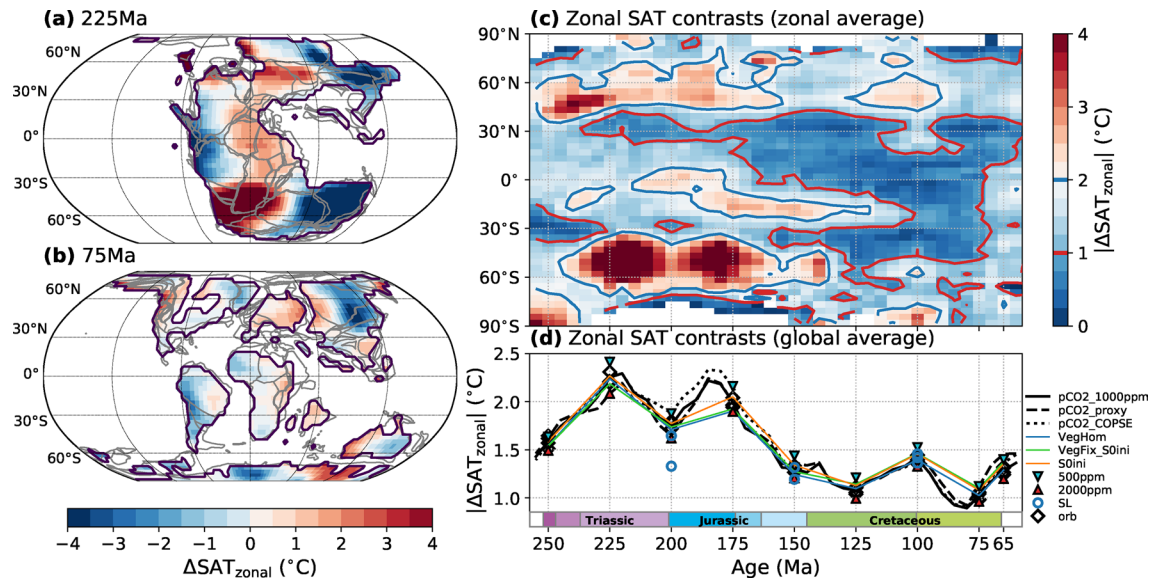 (a) 225Ma
60°N
30°N
0°
30°S
60°S
(b) 75Ma
60°N
30°N
0°
30°S
60°S
−4 −3 −2 −1 0 1 2 3 4
ΔSATzonal (°C)
(c) Zonal SAT contrasts (zonal average)
90°N
60°N
30°N
0°
30°S
60°S
90°S
4
3
2
1
0
|ΔSATzonal| (°C)
(d) Zonal SAT contrasts (global average)
2.5
2.0
1.5
1.0
|ΔSATzonal| (°C)
Triassic Jurassic Cretaceous
250 225 200 175 150 125 100 75 65
Age (Ma)
pCO2_1000ppm
pCO2_proxy
pCO2_COPSE
VegHom
VegFix_S0ini
S0ini
500ppm
2000ppm
SL
orb